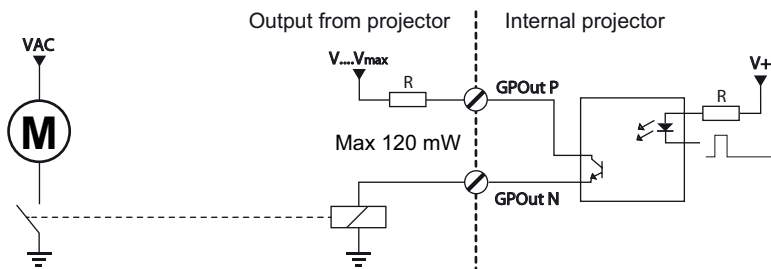 Output from projector
Internal projector
VAC
V....Vmax
R
GPOut P
R
V+
M
Max 120 mW
GPOut N